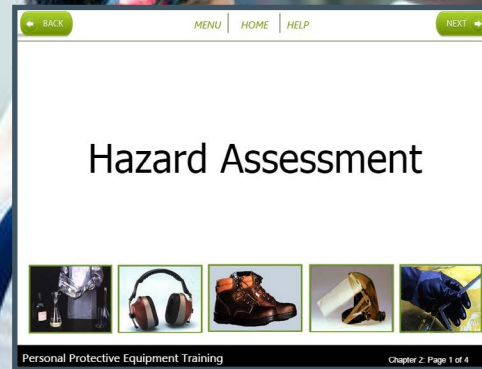 BACK MENU HOME HELP NEXT
Hazard Assessment
Personal Protective Equipment Training Chapter 2: Page 1 of 4